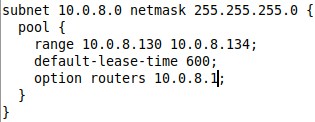 subnet 10.0.8.0 netmask 255.255.255.0 {
  pool {
    range 10.0.8.130 10.0.8.134;
    default-lease-time 600;
    option routers 10.0.8.1;
  }
}